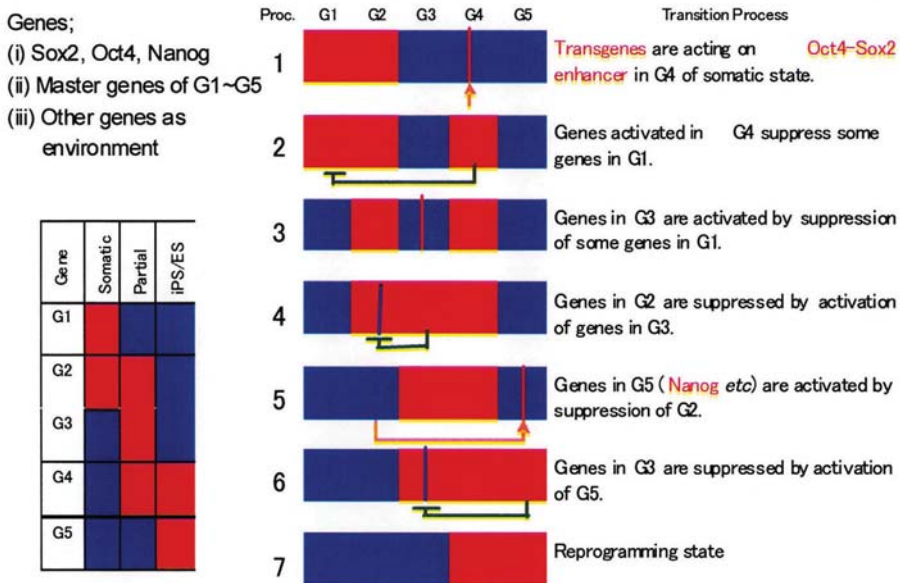 Genes;
(i) Sox2, Oct4, Nanog
(ii) Master genes of G1~G5
(iii) Other genes as
environment
Gene Somatic Partial iPS/ES
G1
G2
G3
G4
G5
Proc. G1 G2 G3 G4 G5 Transition Process
1
Transgenes are acting on Oct4-Sox2
enhancer in G4 of somatic state.
2
Genes activated in G4 suppress some
genes in G1.
3
Genes in G3 are activated by suppression
of some genes in G1.
4
Genes in G2 are suppressed by activation
of genes in G3.
5
Genes in G5 ( Nanog etc) are activated by
suppression of G2.
6
Genes in G3 are suppressed by activation
of G5.
7
Reprogramming state